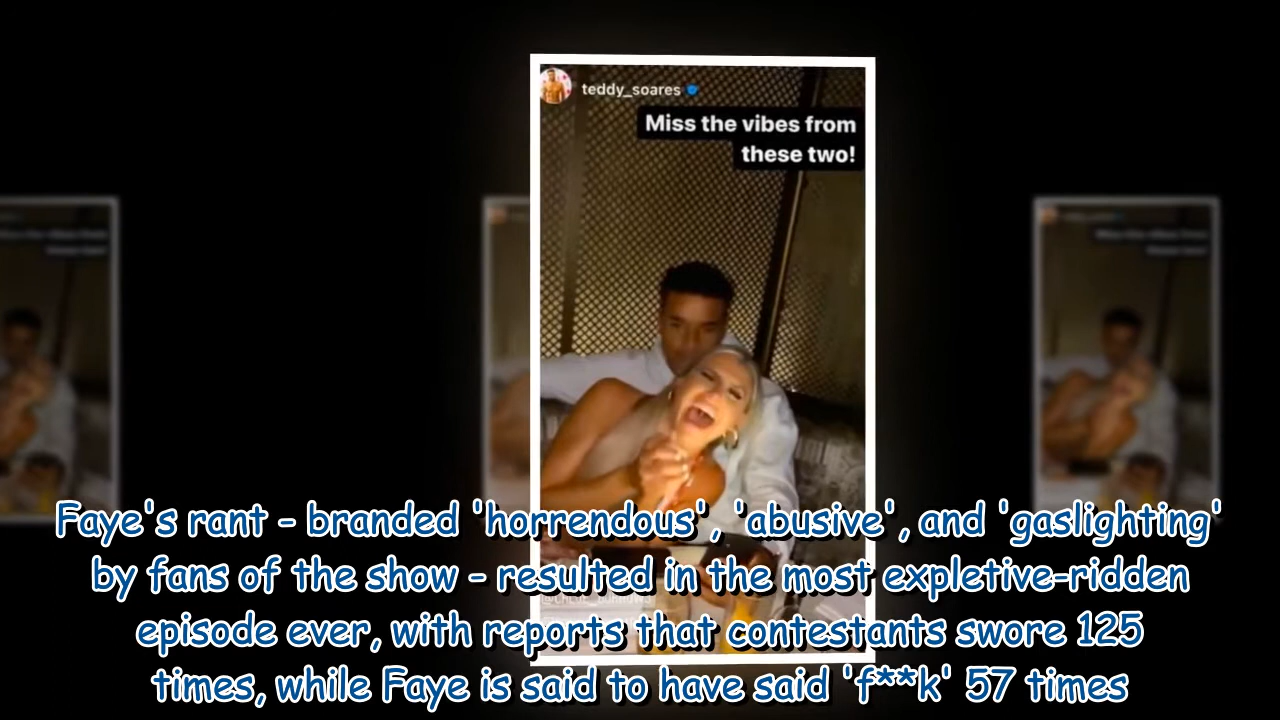 teddy_soares
Miss the vibes from
these two!
Faye's rant - branded 'horrendous', 'abusive', and 'gaslighting'
by fans of the show - resulted in the most expletive-ridden
episode ever, with reports that contestants swore 125
times, while Faye is said to have said 'f**k' 57 times